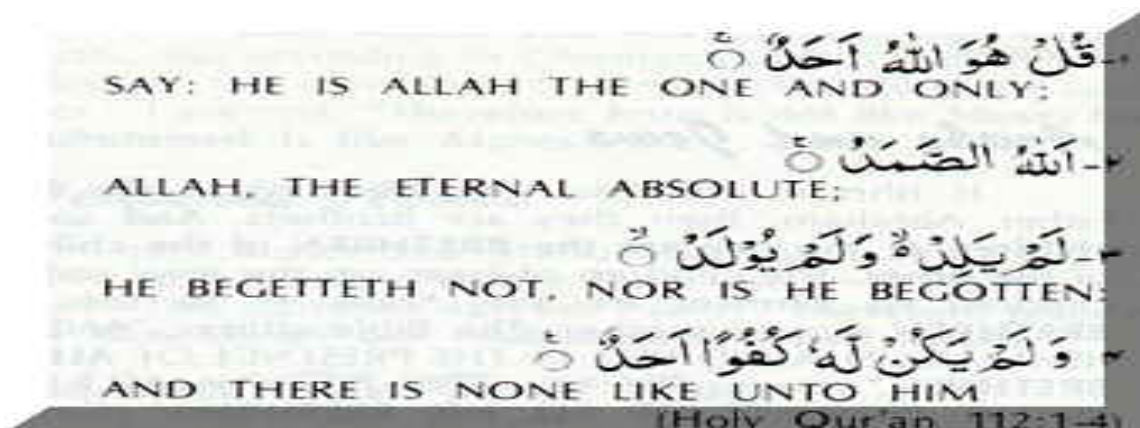 ١-قُلْ هُوَ اللّٰهُ اَحَدٌ ۚ
SAY: HE IS ALLAH THE ONE AND ONLY:
٢-اَللّٰهُ الصَّمَدُ ۚ
ALLAH, THE ETERNAL ABSOLUTE;
٣-لَمْ يَلِدْ ۙ وَلَمْ يُوْلَدْ ۙ
HE BEGETTETH NOT, NOR IS HE BEGOTTEN:
٤-وَلَمْ يَكُنْ لَّهٗ كُفُوًا اَحَدٌ ۚ
AND THERE IS NONE LIKE UNTO HIM
(Holy Qur'an 112:1-4)